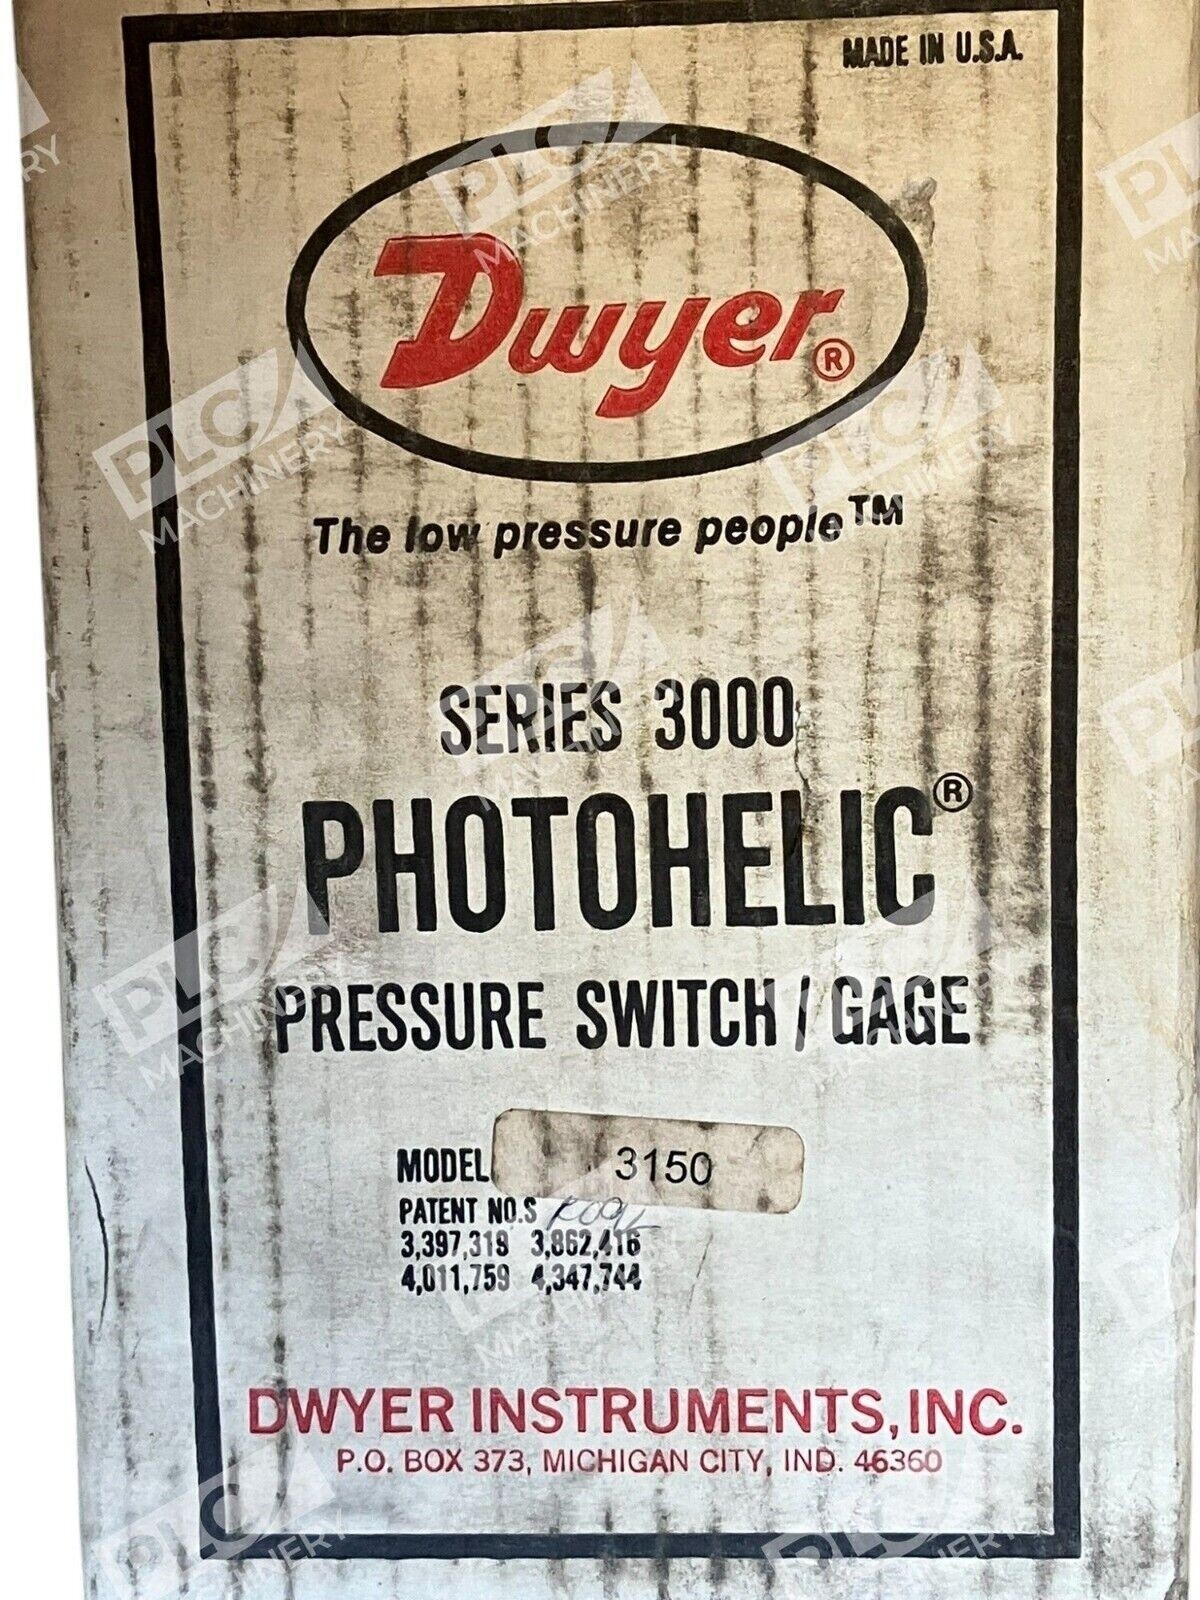 MADE IN U.S.A.
Dwyer®
The low pressure people™
SERIES 3000
PHOTOHELIC®
PRESSURE SWITCH / GAGE
MODEL 3150
PATENT NO.S
3,397,319 3,862,416
4,011,759 4,347,744
DWYER INSTRUMENTS, INC.
P.O. BOX 373, MICHIGAN CITY, IND. 46360
PLC MACHINERY